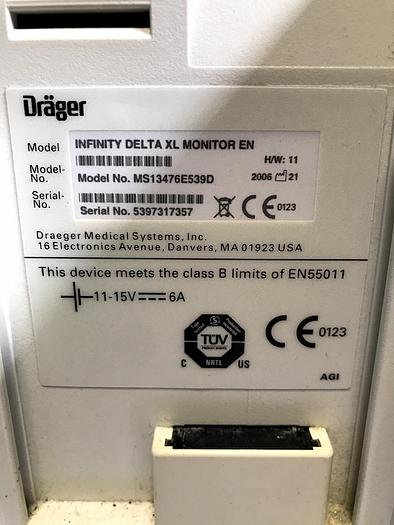 Dräger
Model INFINITY DELTA XL MONITOR EN
H/W: 11
Model-No. Model No. MS13476E539D 2006 21
Serial-No. Serial No. 5397317357 CE 0123
Draeger Medical Systems, Inc.
16 Electronics Avenue, Danvers, MA 01923 USA
This device meets the class B limits of EN55011
11-15V 6A
CE 0123
S
TÜV
C NRTL US
AGI